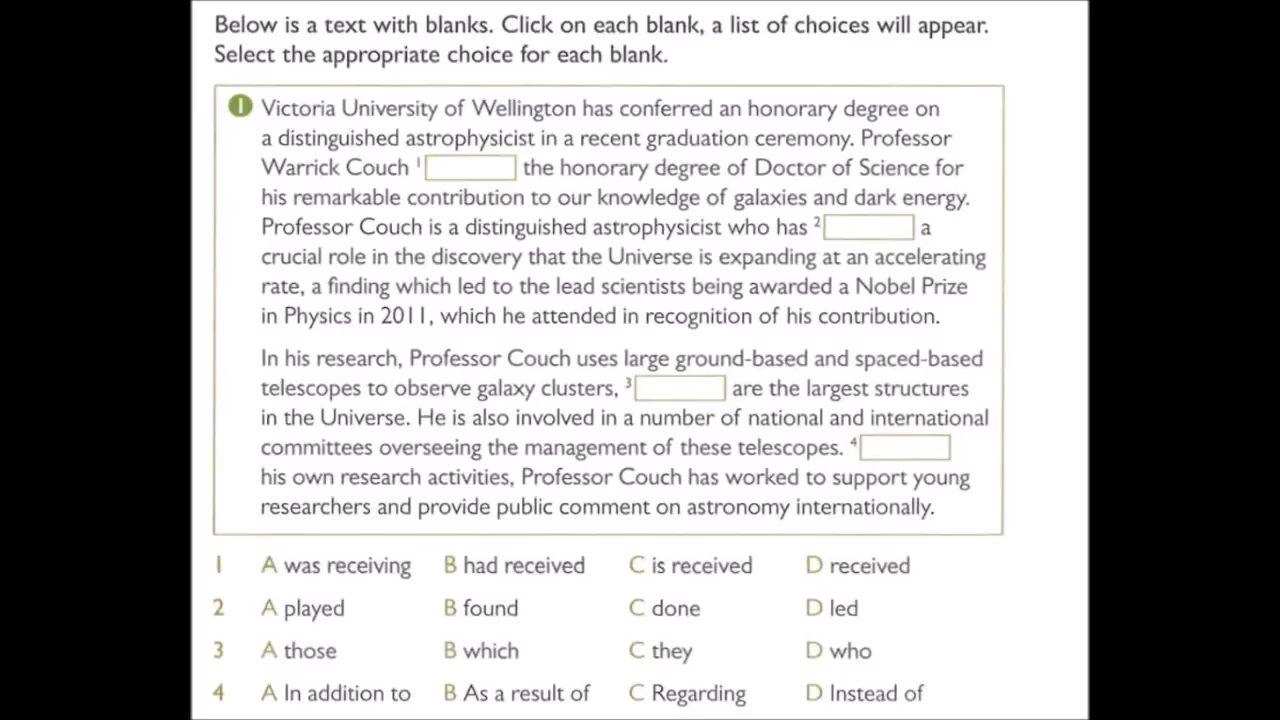 Below is a text with blanks. Click on each blank, a list of choices will appear.
Select the appropriate choice for each blank.
1 Victoria University of Wellington has conferred an honorary degree on
a distinguished astrophysicist in a recent graduation ceremony. Professor
Warrick Couch 1 the honorary degree of Doctor of Science for
his remarkable contribution to our knowledge of galaxies and dark energy.
Professor Couch is a distinguished astrophysicist who has 2 a
crucial role in the discovery that the Universe is expanding at an accelerating
rate, a finding which led to the lead scientists being awarded a Nobel Prize
in Physics in 2011, which he attended in recognition of his contribution.
In his research, Professor Couch uses large ground-based and spaced-based
telescopes to observe galaxy clusters, 3 are the largest structures
in the Universe. He is also involved in a number of national and international
committees overseeing the management of these telescopes. 4
his own research activities, Professor Couch has worked to support young
researchers and provide public comment on astronomy internationally.
1 A was receiving B had received C is received D received
2 A played B found C done D led
3 A those B which C they D who
4 A In addition to B As a result of C Regarding D Instead of